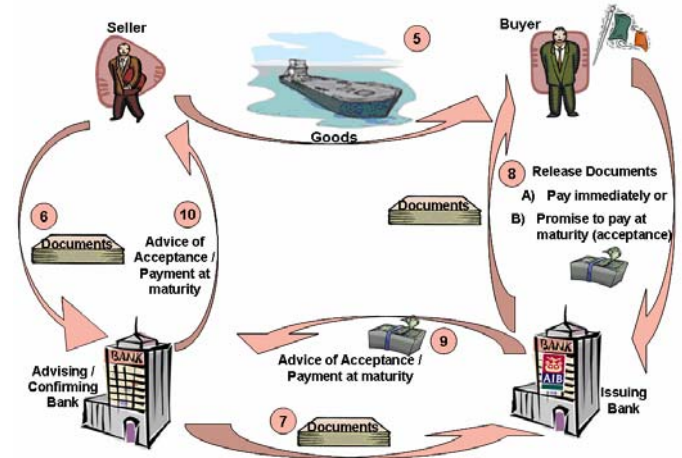 Seller
5
Buyer
Goods
8 Release Documents
A) Pay immediately or
B) Promise to pay at
maturity (acceptance)
6
Documents
10
Advice of
Acceptance /
Payment at
maturity
Documents
Advising /
Confirming
Bank
BANK
9
Advice of Acceptance /
Payment at maturity
BANK
AIB
Issuing
Bank
7
Documents